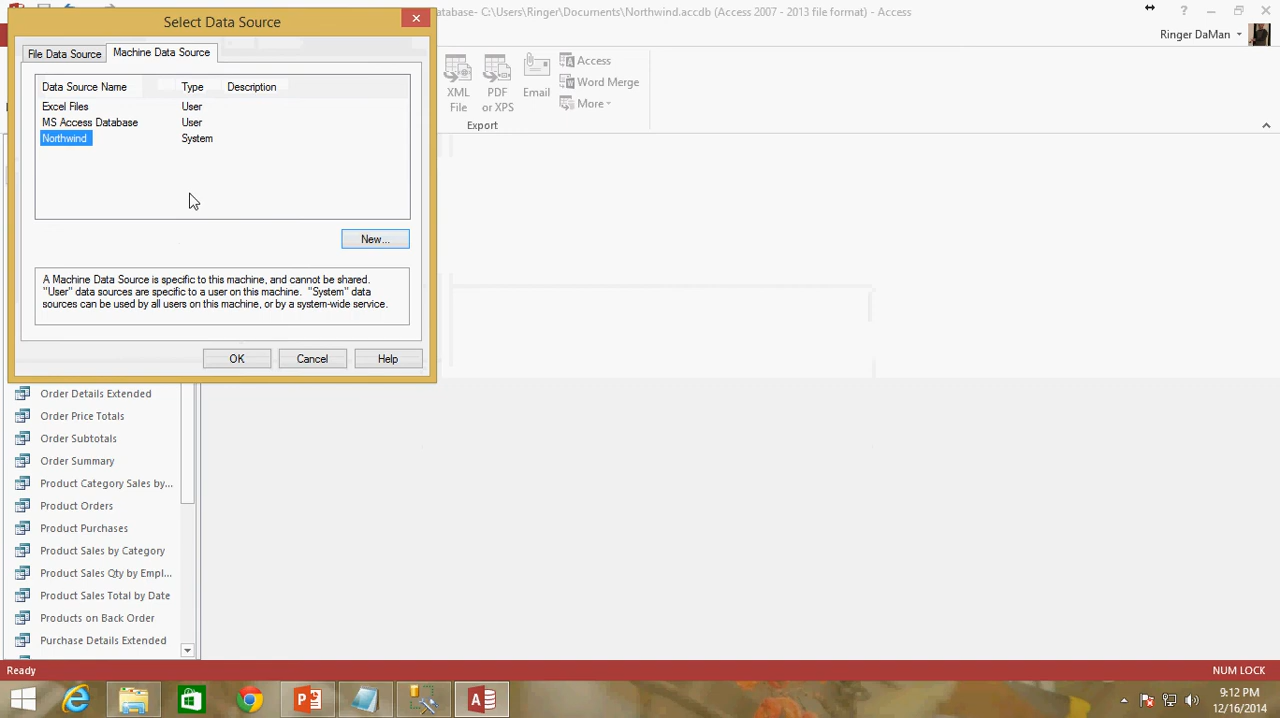 Select Data Source
Database- C:\Users\Ringer\Documents\Northwind.accdb (Access 2007 - 2013 file format) - Access
Ringer DaMan
File Data Source
Machine Data Source
Data Source Name
Type
Description
Excel Files
User
MS Access Database
User
Northwind
System
New...
A Machine Data Source is specific to this machine, and cannot be shared.
"User" data sources are specific to a user on this machine. "System" data
sources can be used by all users on this machine, or by a system-wide service.
OK
Cancel
Help
XML
File
PDF
or XPS
Email
Access
Word Merge
More
Export
Order Details Extended
Order Price Totals
Order Subtotals
Order Summary
Product Category Sales by...
Product Orders
Product Purchases
Product Sales by Category
Product Sales Qty by Empl...
Product Sales Total by Date
Products on Back Order
Purchase Details Extended
Ready
NUM LOCK
9:12 PM
12/16/2014